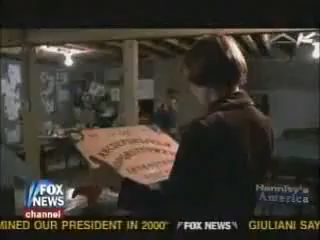 Hannity's
America
FOX
NEWS
channel
MINED OUR PRESIDENT IN 2000" FOX NEWS GIULIANI SAY